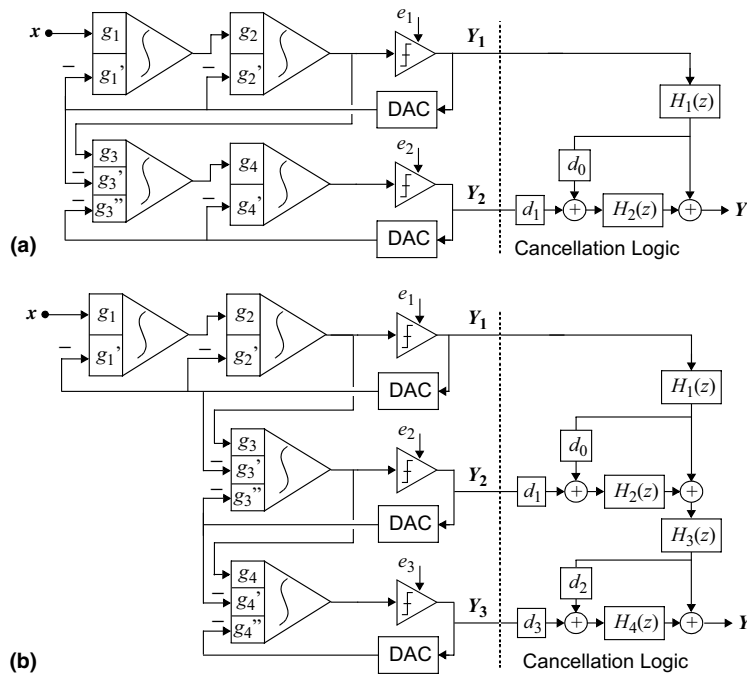 x
g1
g1'
g2
g2'
e1
Y1
DAC
H1(z)
g3
g3'
g3"
g4
g4'
e2
Y2
DAC
d0
d1
+
H2(z)
+
Y
Cancellation Logic
(a)
x
g1
g1'
g2
g2'
e1
Y1
DAC
H1(z)
g3
g3'
g3"
e2
Y2
DAC
d0
d1
+
H2(z)
+
H3(z)
g4
g4'
g4"
e3
Y3
DAC
d2
d3
+
H4(z)
+
Y
Cancellation Logic
(b)